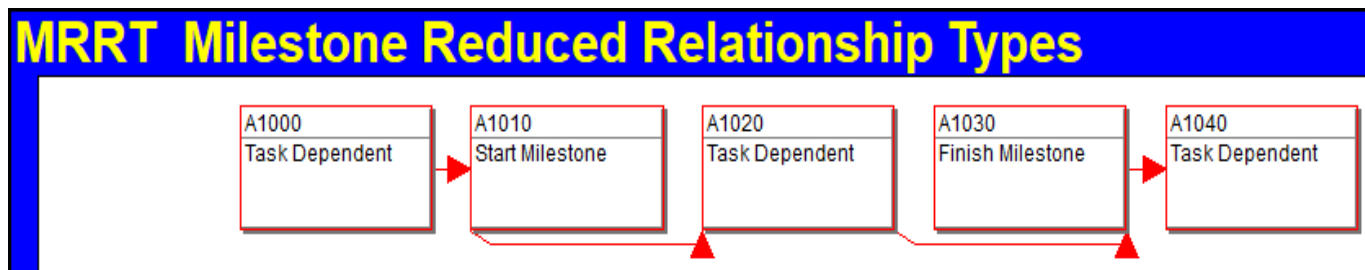 MRRT Milestone Reduced Relationship Types
A1000
Task Dependent
A1010
Start Milestone
A1020
Task Dependent
A1030
Finish Milestone
A1040
Task Dependent